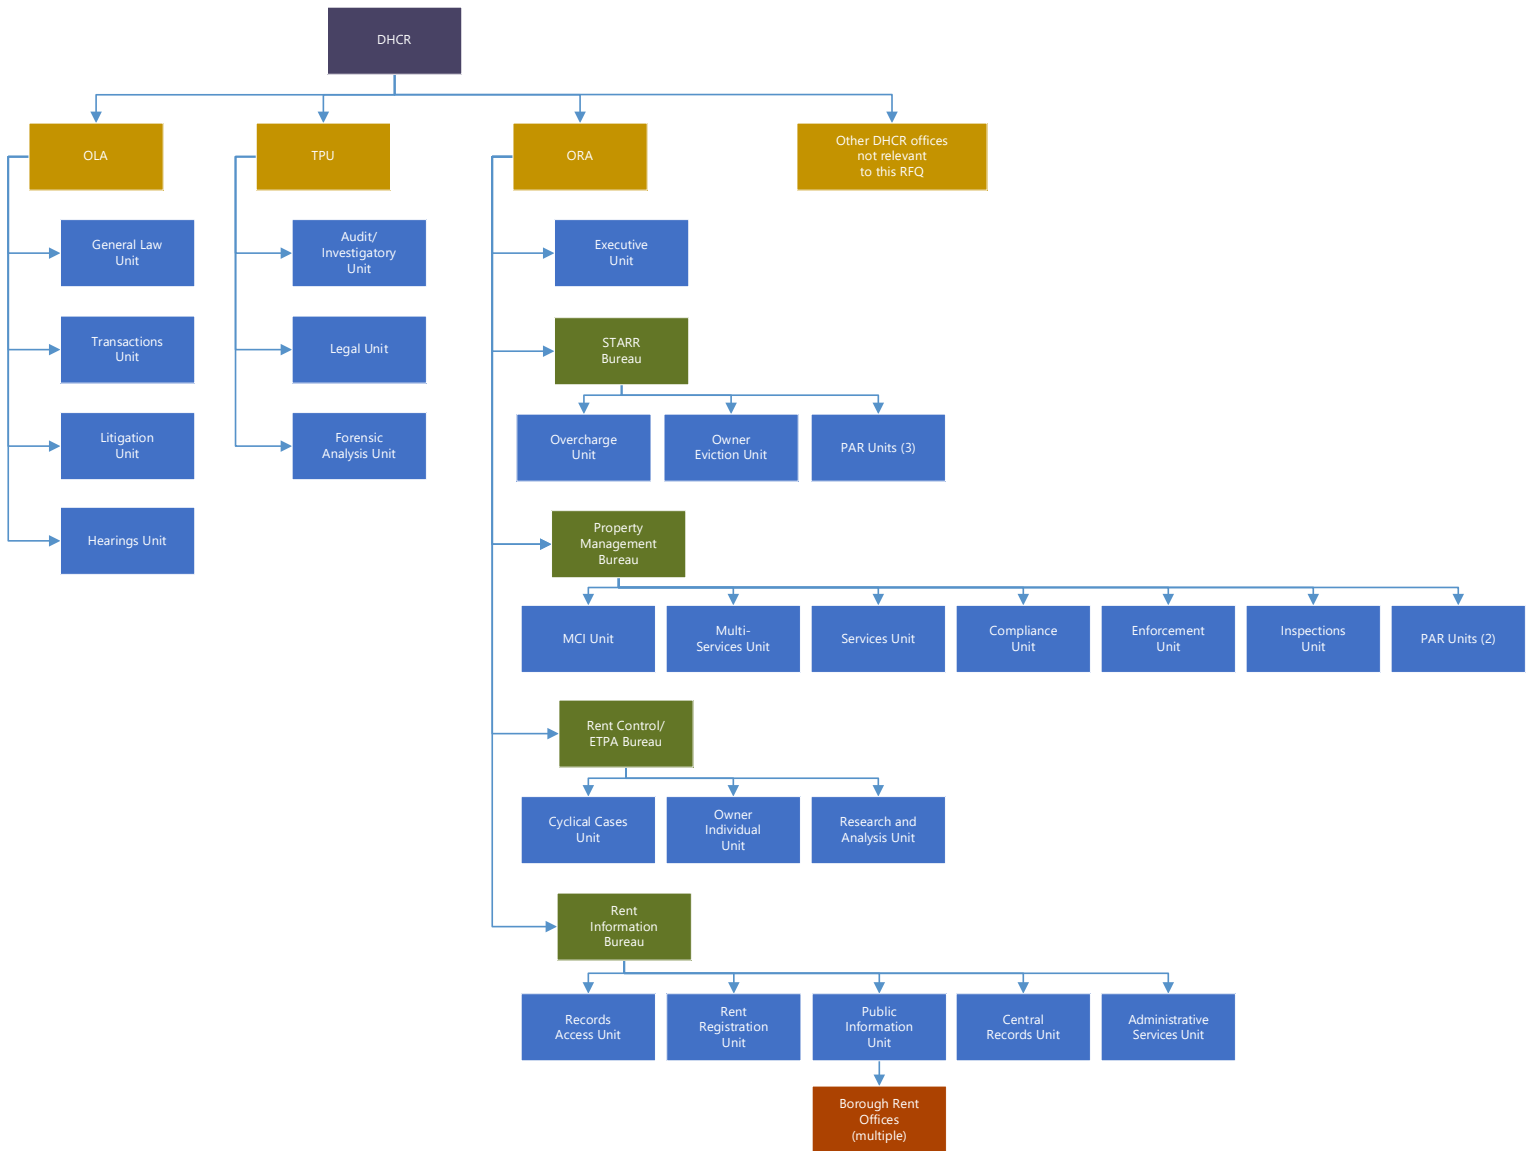 DHCR
OLA
TPU
ORA
Other DHCR offices
not relevant
to this RFQ
General Law
Unit
Audit/
Investigatory
Unit
Executive
Unit
Transactions
Unit
Legal Unit
STARR
Bureau
Litigation
Unit
Forensic
Analysis Unit
Overcharge
Unit
Owner
Eviction Unit
PAR Units (3)
Hearings Unit
Property
Management
Bureau
MCI Unit
Multi-
Services Unit
Services Unit
Compliance
Unit
Enforcement
Unit
Inspections
Unit
PAR Units (2)
Rent Control/
ETPA Bureau
Cyclical Cases
Unit
Owner
Individual
Unit
Research and
Analysis Unit
Rent
Information
Bureau
Records
Access Unit
Rent
Registration
Unit
Public
Information
Unit
Central
Records Unit
Administrative
Services Unit
Borough Rent
Offices
(multiple)